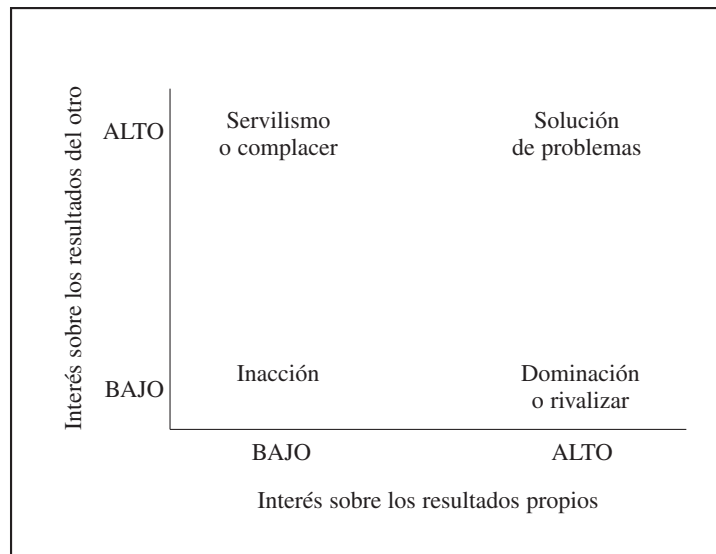 Interés sobre los resultados del otro
ALTO
Servilismo
o complacer
Solución
de problemas
BAJO
Inacción
Dominación
o rivalizar
BAJO
ALTO
Interés sobre los resultados propios